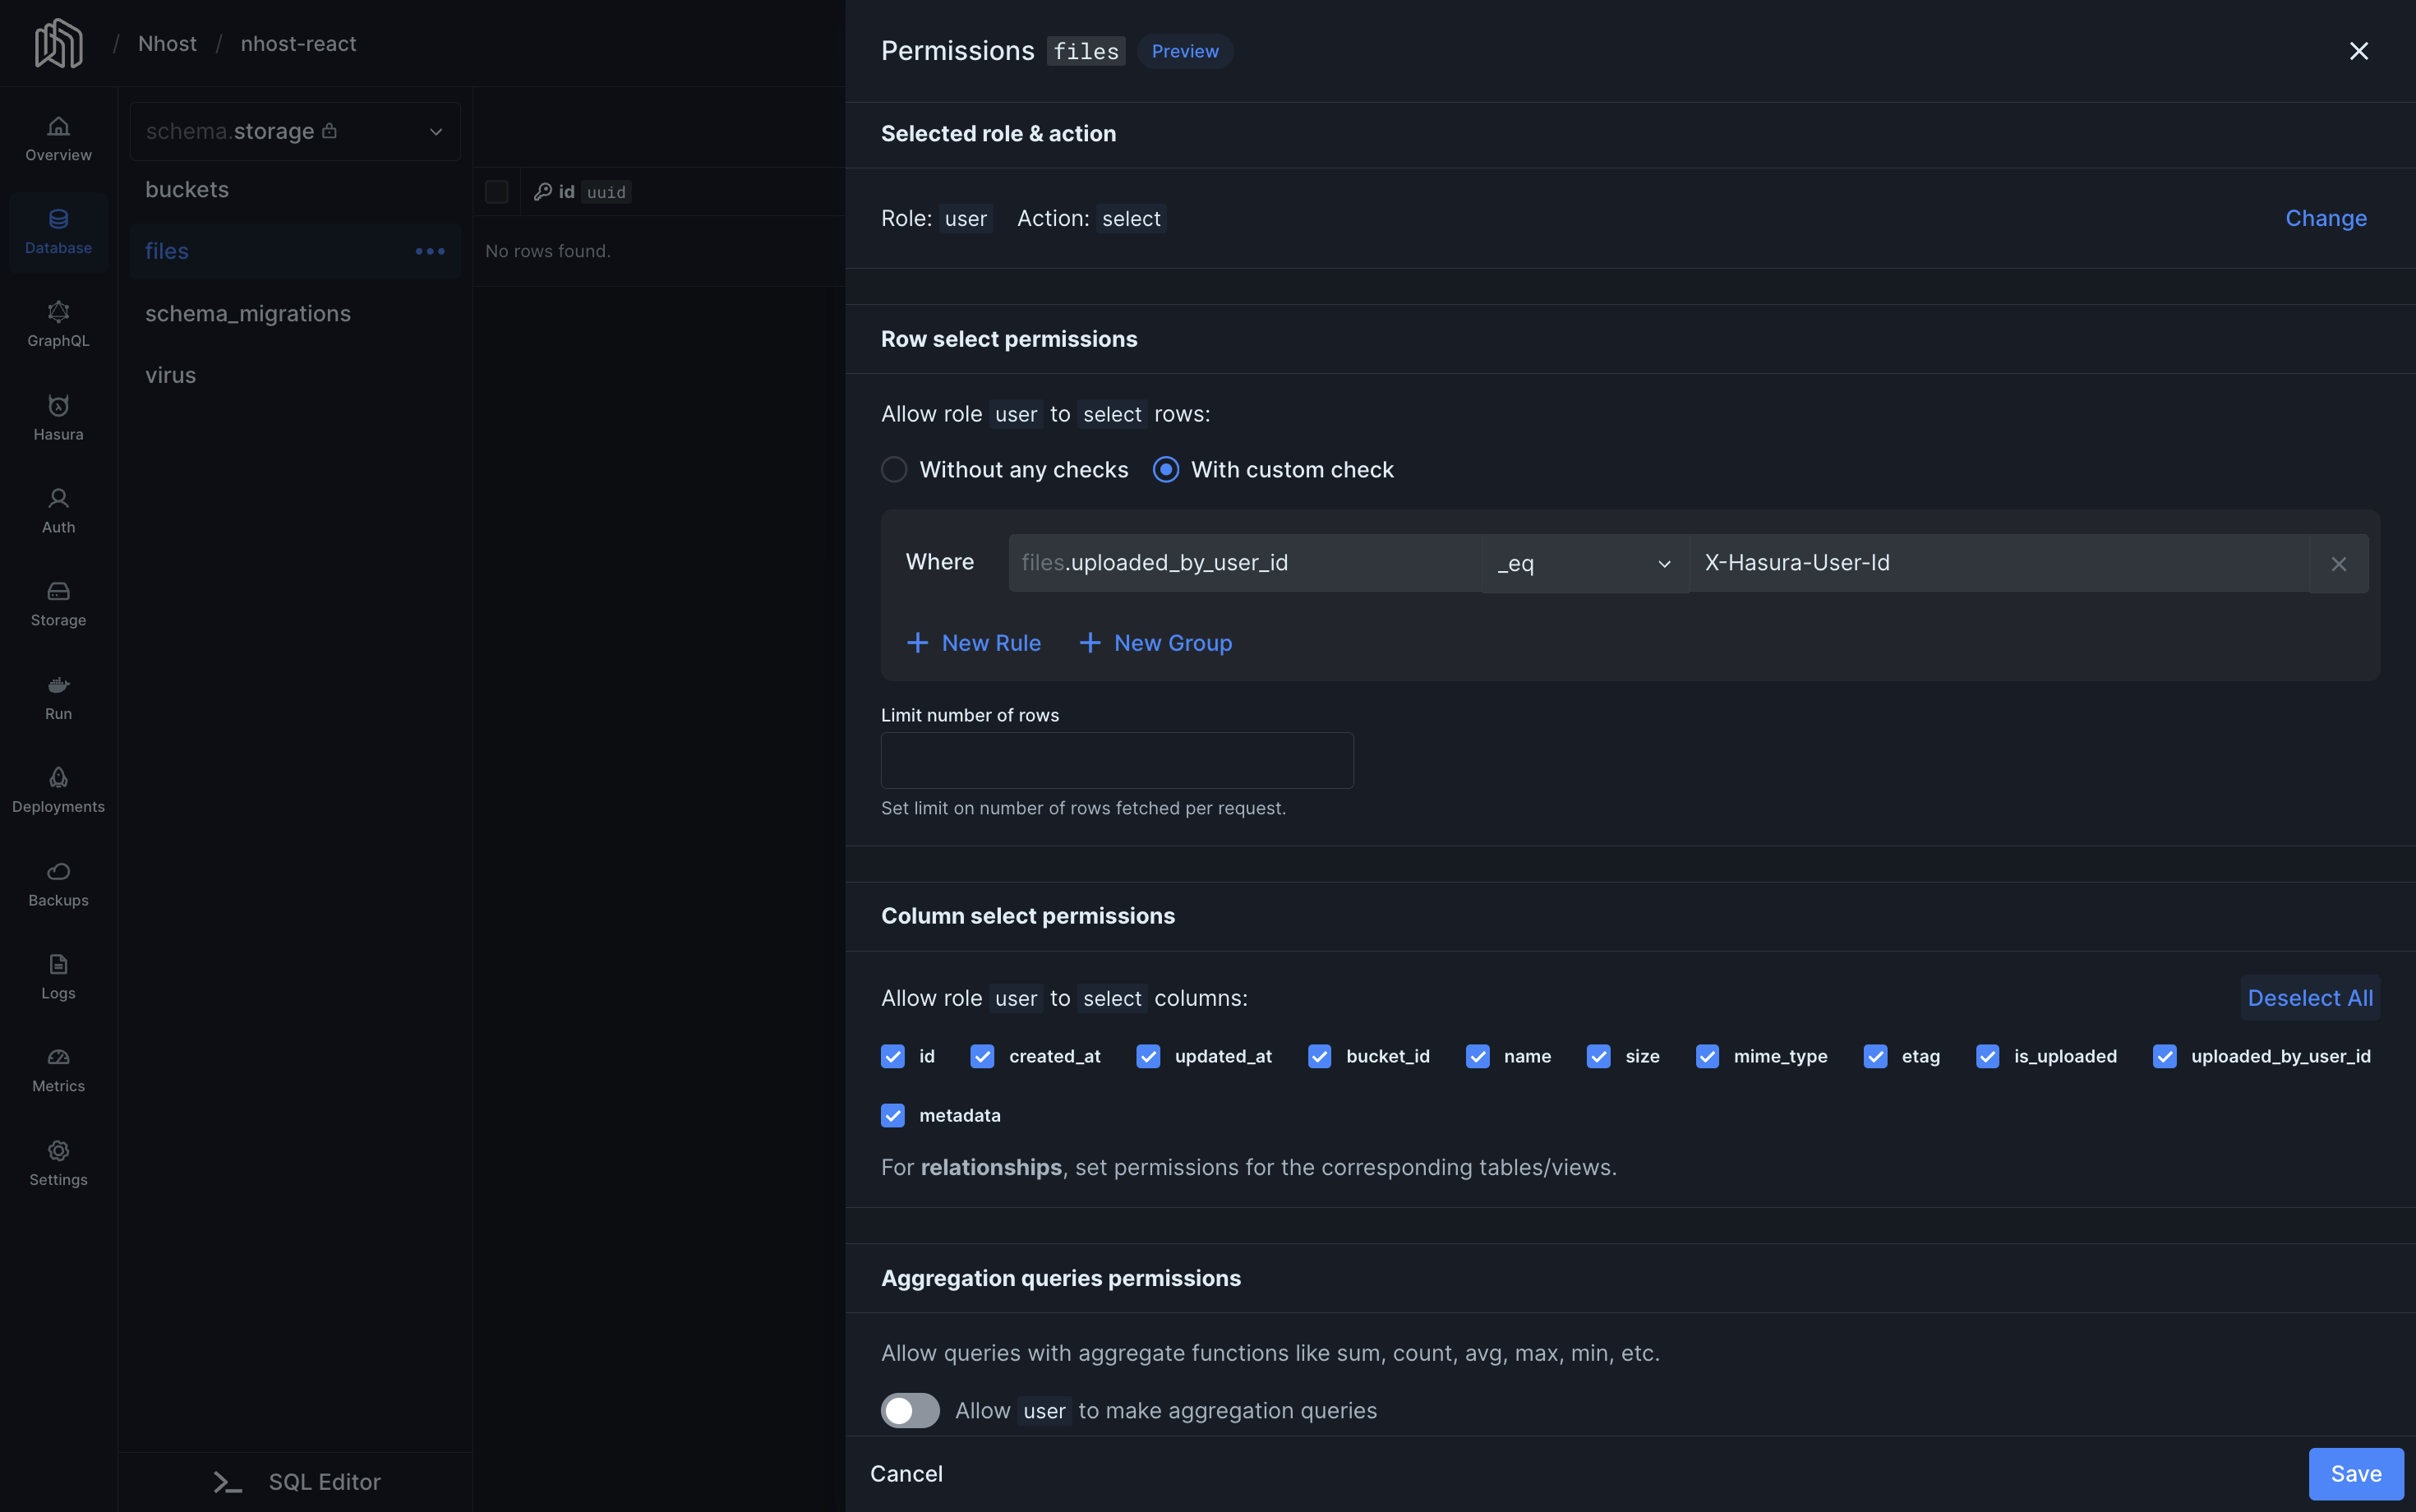 / Nhost / nhost-react
Overview
Database
GraphQL
Hasura
Auth
Storage
Run
Deployments
Backups
Logs
Metrics
Settings
schema.storage
buckets
files
schema_migrations
virus
SQL Editor
id uuid
No rows found.
Permissions files Preview
Selected role & action
Role: user Action: select Change
Row select permissions
Allow role user to select rows:
Without any checks With custom check
Where files.uploaded_by_user_id _eq X-Hasura-User-Id
New Rule New Group
Limit number of rows
Set limit on number of rows fetched per request.
Column select permissions
Allow role user to select columns: Deselect All
id created_at updated_at bucket_id name size mime_type etag is_uploaded uploaded_by_user_id
metadata
For relationships, set permissions for the corresponding tables/views.
Aggregation queries permissions
Allow queries with aggregate functions like sum, count, avg, max, min, etc.
Allow user to make aggregation queries
Cancel Save